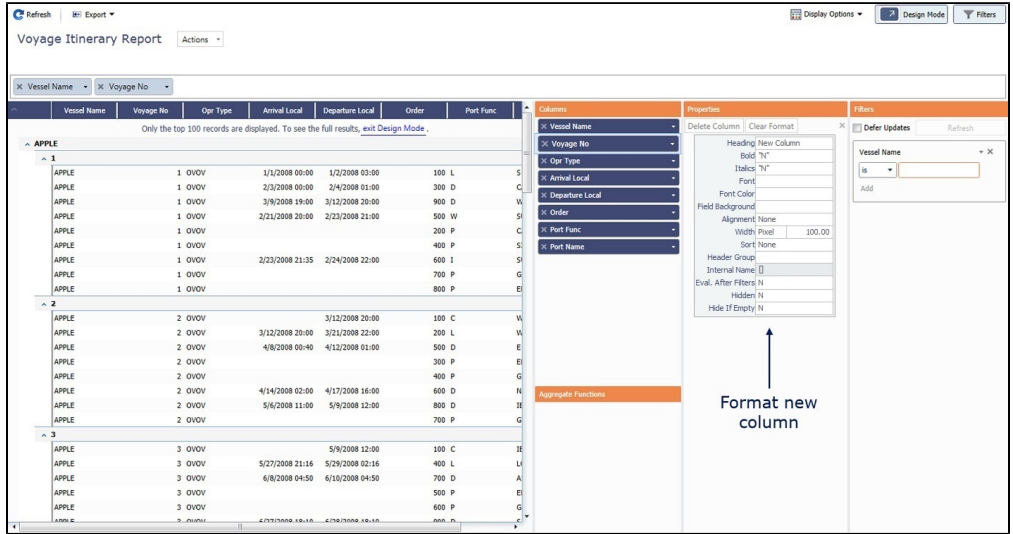 Refresh Export Display Options Design Mode Filters
Voyage Itinerary Report Actions
Vessel Name Voyage No
Vessel Name Voyage No Opr Type Arrival Local Departure Local Order Port Func
Only the top 100 records are displayed. To see the full results, exit Design Mode .
APPLE
1
APPLE 1 OVOV 1/1/2008 00:00 1/2/2008 03:00 100 L S
APPLE 1 OVOV 2/3/2008 00:00 2/4/2008 01:00 300 D
APPLE 1 OVOV 3/9/2008 19:00 3/12/2008 20:00 900 D
APPLE 1 OVOV 2/21/2008 20:00 2/23/2008 21:00 500 W
APPLE 1 OVOV 200 P
APPLE 1 OVOV 400 P
APPLE 1 OVOV 2/23/2008 21:35 2/24/2008 22:00 600 I
APPLE 1 OVOV 700 P G
APPLE 1 OVOV 800 P
2
APPLE 2 OVOV 3/12/2008 20:00 100 C
APPLE 2 OVOV 3/12/2008 20:00 3/21/2008 22:00 200 L
APPLE 2 OVOV 4/8/2008 00:40 4/12/2008 01:00 500 D E
APPLE 2 OVOV 300 P
APPLE 2 OVOV 400 P G
APPLE 2 OVOV 4/14/2008 02:00 4/17/2008 16:00 600 D N
APPLE 2 OVOV 5/6/2008 11:00 5/9/2008 12:00 800 D
APPLE 2 OVOV 700 P G
3
APPLE 3 OVOV 5/9/2008 12:00 100 C
APPLE 3 OVOV 5/27/2008 21:16 5/29/2008 02:16 400 L
APPLE 3 OVOV 6/8/2008 04:50 6/10/2008 04:50 700 D A
APPLE 3 OVOV 500 P
APPLE 3 OVOV 600 P G
Columns
Vessel Name
Voyage No
Opr Type
Arrival Local
Departure Local
Order
Port Func
Port Name
Aggregate Functions
Properties
Delete Column Clear Format
Heading New Column
Bold "N"
Italics "N"
Font
Font Color
Field Background
Alignment None
Width Pixel 100.00
Sort None
Header Group
Internal Name []
Eval. After Filters N
Hidden N
Hide If Empty N
Format new
column
Filters
Defer Updates Refresh
Vessel Name
is
Add